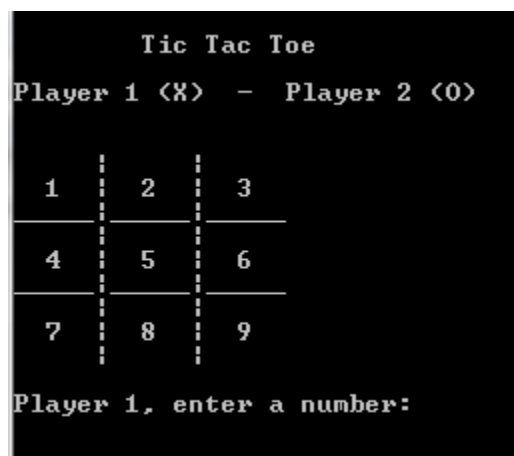 Tic Tac Toe
Player 1 (X) - Player 2 (O)
1 2 3
4 5 6
7 8 9
Player 1, enter a number: